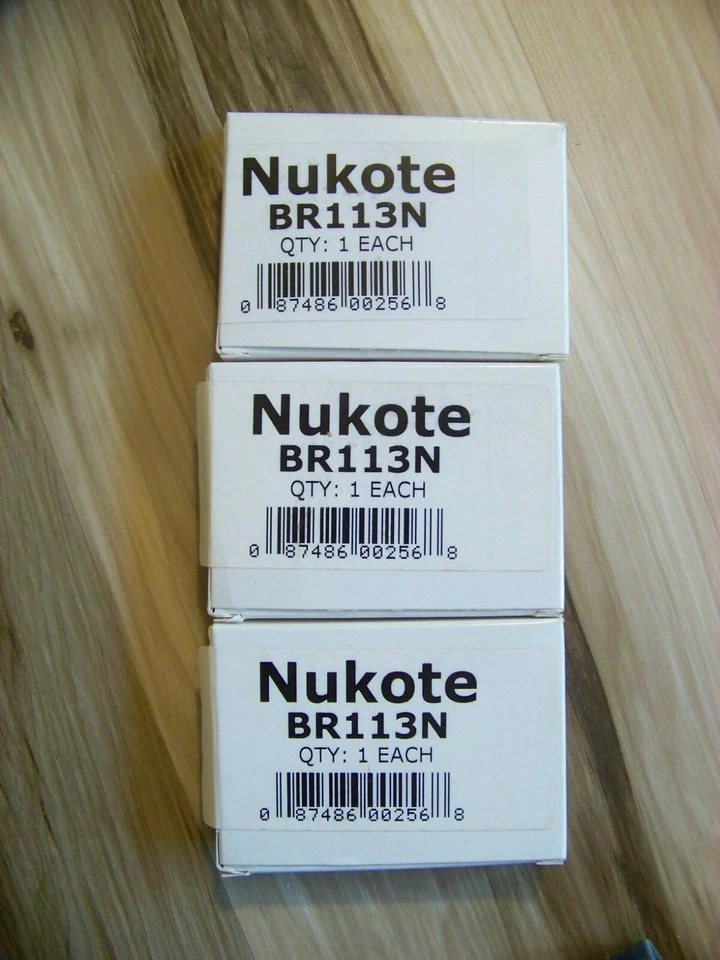 Nukote
BR113N
QTY: 1 EACH
0 87486 00256 8
Nukote
BR113N
QTY: 1 EACH
0 87486 00256 8
Nukote
BR113N
QTY: 1 EACH
0 87486 00256 8